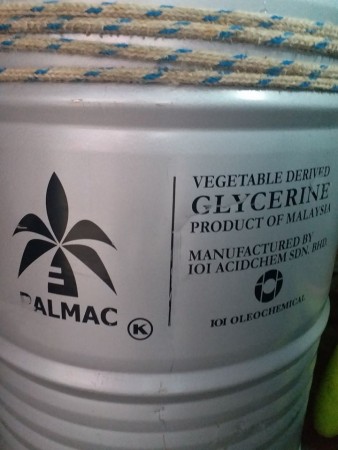 PALMAC
K
VEGETABLE DERIVED
GLYCERINE
PRODUCT OF MALAYSIA
MANUFACTURED BY
IOI ACIDCHEM SDN. BHD.
IOI OLEOCHEMICAL